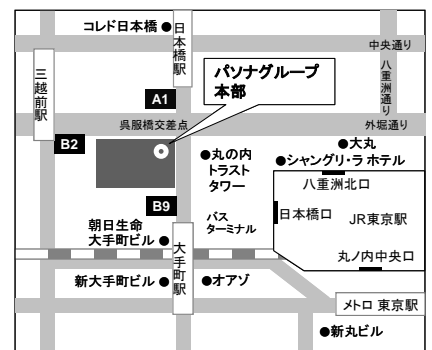 コレド日本橋
日本橋駅
中央通り
三越前駅
パソナグループ
本部
八重洲通り
A1
呉服橋交差点
外堀通り
B2
丸の内
トラスト
タワー
大丸
シャングリ・ラ ホテル
八重洲北口
B9
バス
ターミナル
日本橋口
JR東京駅
朝日生命
大手町ビル
大手町駅
丸ノ内中央口
新大手町ビル
オアゾ
メトロ 東京駅
新丸ビル